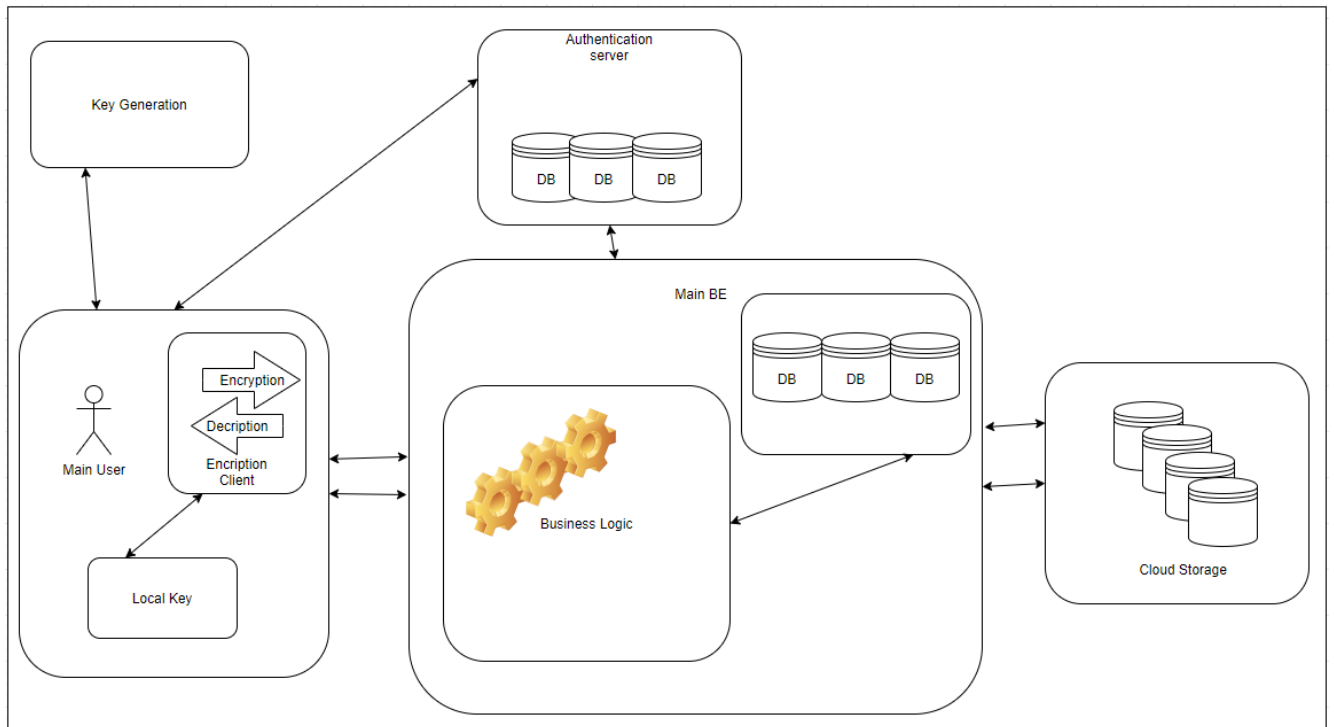 Authentication
server
Key Generation
DB
DB
DB
Main BE
DB
DB
DB
Encryption
Decription
Encription
Client
Main User
Local Key
Business Logic
Cloud Storage